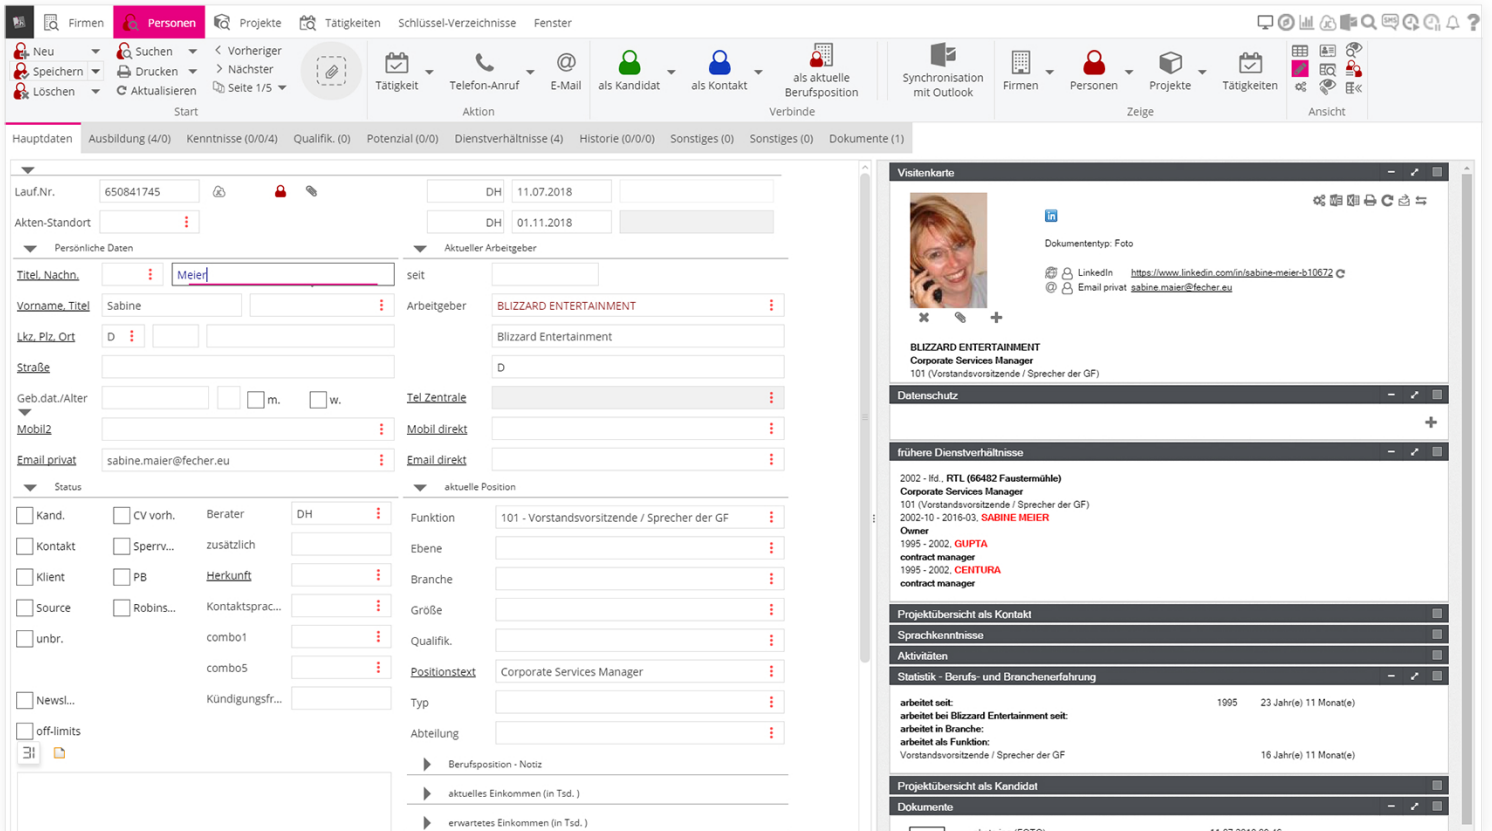 Firmen Personen Projekte Tätigkeiten Schlüssel-Verzeichnisse Fenster
SMS ?
Neu Suchen Vorheriger
Speichern Drucken Nächster
Löschen Aktualisieren Seite 1/5
Start
Tätigkeit Telefon-Anruf @ E-Mail
Aktion
als Kandidat als Kontakt als aktuelle
Berufsposition
Synchronisation
mit Outlook
Verbinde
Firmen Personen Projekte Tätigkeiten
Zeige
Ansicht
Hauptdaten Ausbildung (4/0) Kenntnisse (0/0/4) Qualifik. (0) Potenzial (0/0) Dienstverhältnisse (4) Historie (0/0/0) Sonstiges (0) Sonstiges (0) Dokumente (1)
Lauf.Nr. 650841745 DH 11.07.2018
Akten-Standort DH 01.11.2018
Persönliche Daten
Titel, Nachn. Meier
Vorname, Titel Sabine
Lkz, Plz, Ort D
Straße
Geb.dat./Alter m. w.
Mobil2
Email privat sabine.maier@fecher.eu
Aktueller Arbeitgeber
seit
Arbeitgeber BLIZZARD ENTERTAINMENT
Blizzard Entertainment
D
Tel Zentrale
Mobil direkt
Email direkt
Status
Kand. CV vorh. Berater DH
Kontakt Sperrv... zusätzlich
Klient PB Herkunft
Source Robins... Kontaktsprac...
unbr. combo1
combo5
Newsl... Kündigungsfr...
off-limits
aktuelle Position
Funktion 101 - Vorstandsvorsitzende / Sprecher der GF
Ebene
Branche
Größe
Qualifik.
Positionstext Corporate Services Manager
Typ
Abteilung
Berufsposition - Notiz
aktuelles Einkommen (in Tsd. )
erwartetes Einkommen (in Tsd. )
Visitenkarte
in
Dokumententyp: Foto
LinkedIn https://www.linkedin.com/in/sabine-meier-b10672
@ Email privat sabine.maier@fecher.eu
BLIZZARD ENTERTAINMENT
Corporate Services Manager
101 (Vorstandsvorsitzende / Sprecher der GF)
Datenschutz
frühere Dienstverhältnisse
2002 - lfd., RTL (66482 Faustermühle)
Corporate Services Manager
101 (Vorstandsvorsitzende / Sprecher der GF)
2002-10 - 2016-03, SABINE MEIER
Owner
1995 - 2002, GUPTA
contract manager
1995 - 2002, CENTURA
contract manager
Projektübersicht als Kontakt
Sprachkenntnisse
Aktivitäten
Statistik - Berufs- und Branchenerfahrung
arbeitet seit: 1995 23 Jahr(e) 11 Monat(e)
arbeitet bei Blizzard Entertainment seit:
arbeitet in Branche:
arbeitet als Funktion:
Vorstandsvorsitzende / Sprecher der GF 16 Jahr(e) 11 Monat(e)
Projektübersicht als Kandidat
Dokumente